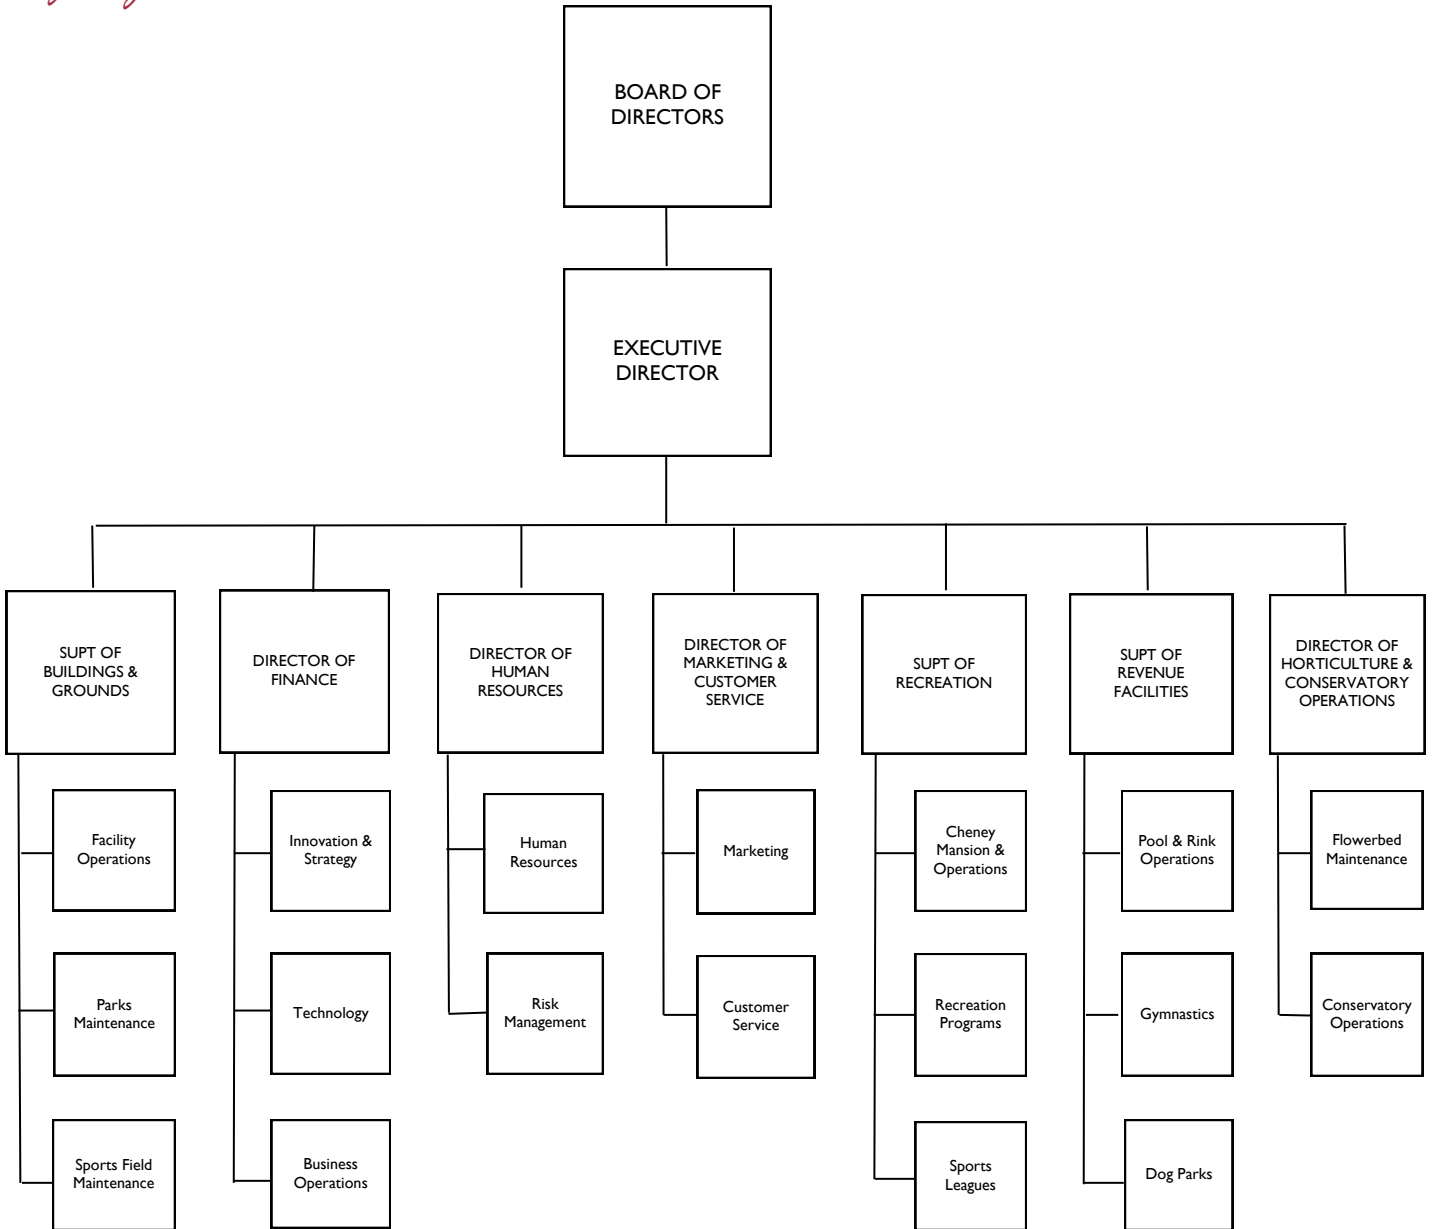 BOARD OF
DIRECTORS
EXECUTIVE
DIRECTOR
SUPT OF
BUILDINGS &
GROUNDS
DIRECTOR OF
FINANCE
DIRECTOR OF
HUMAN
RESOURCES
DIRECTOR OF
MARKETING &
CUSTOMER
SERVICE
SUPT OF
RECREATION
SUPT OF
REVENUE
FACILITIES
DIRECTOR OF
HORTICULTURE &
CONSERVATORY
OPERATIONS
Facility
Operations
Innovation &
Strategy
Human
Resources
Marketing
Cheney
Mansion &
Operations
Pool & Rink
Operations
Flowerbed
Maintenance
Parks
Maintenance
Technology
Risk
Management
Customer
Service
Recreation
Programs
Gymnastics
Conservatory
Operations
Sports Field
Maintenance
Business
Operations
Sports
Leagues
Dog Parks